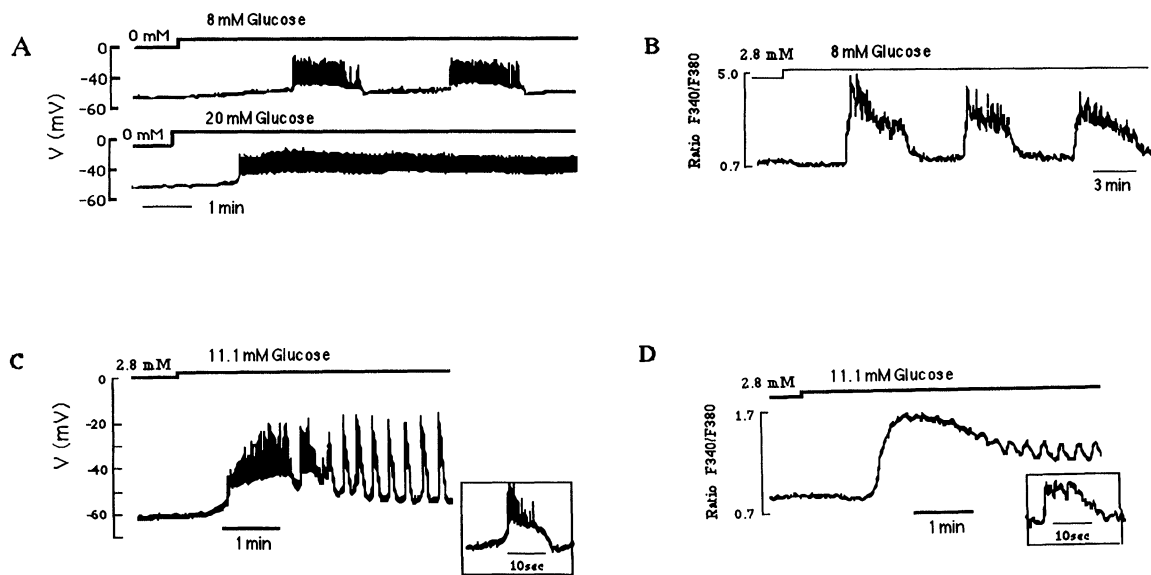 A
0 mM
8 mM Glucose
0
-40
-60
V (mV)
0 mM
20 mM Glucose
0
-40
-60
1 min
B
2.8 mM
8mM Glucose
5.0
0.7
Ratio F340/F380
3 min
C
2.8 mM
11.1 mM Glucose
0
-20
-40
-60
V (mV)
1 min
10sec
D
2.8 mM
11.1 mM Glucose
1.7
0.7
Ratio F340/F380
1 min
10sec